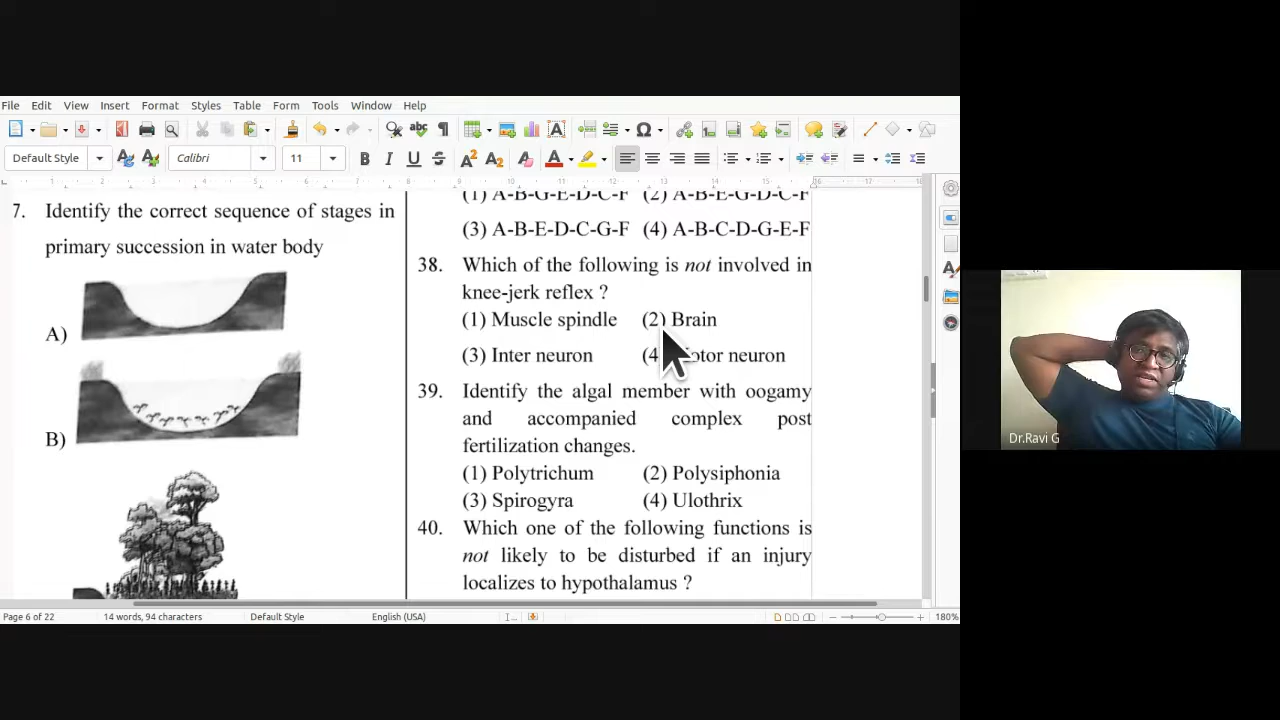 File Edit View Insert Format Styles Table Form Tools Window Help
Default Style Calibri 11
7. Identify the correct sequence of stages in
primary succession in water body
A)
B)
(1) A-B-G-E-D-C-F (2) A-B-E-G-D-C-F
(3) A-B-E-D-C-G-F (4) A-B-C-D-G-E-F
38. Which of the following is not involved in
knee-jerk reflex ?
(1) Muscle spindle (2) Brain
(3) Inter neuron (4 otor neuron
39. Identify the algal member with oogamy
and accompanied complex post
fertilization changes.
(1) Polytrichum (2) Polysiphonia
(3) Spirogyra (4) Ulothrix
40. Which one of the following functions is
not likely to be disturbed if an injury
localizes to hypothalamus ?
Page 6 of 22 14 words, 94 characters Default Style English (USA) 180%
Dr.Ravi G